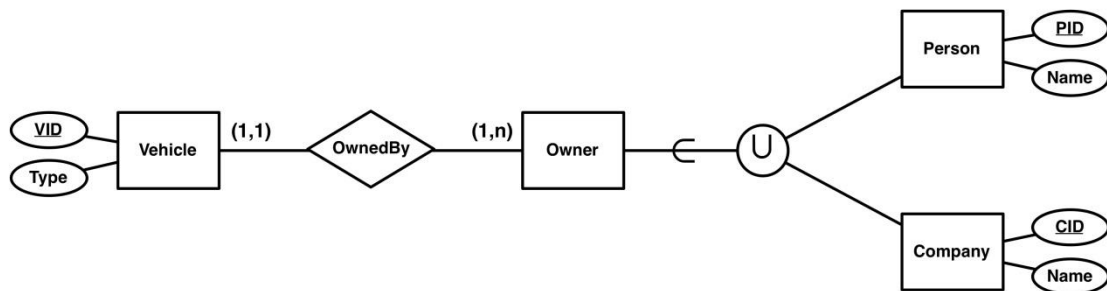 VID
Type
Vehicle
(1,1)
OwnedBy
(1,n)
Owner
U
Person
PID
Name
Company
CID
Name